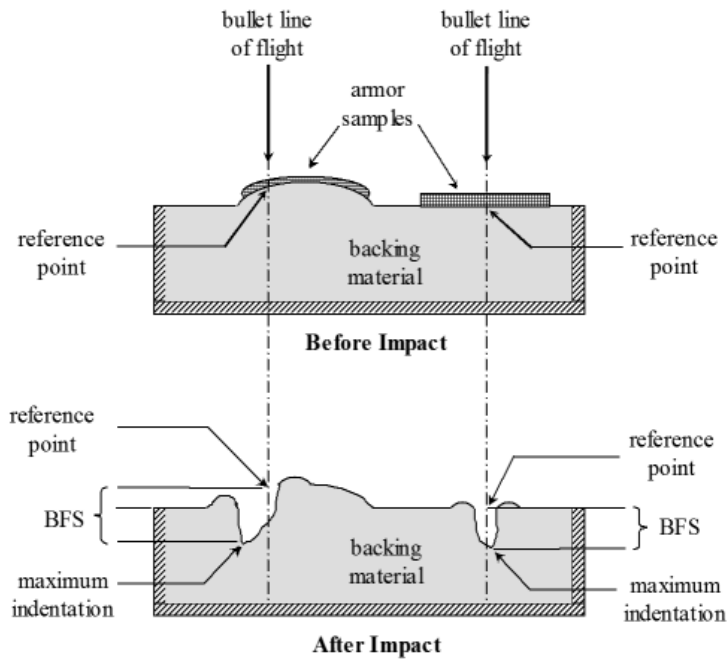 bullet line
of flight
bullet line
of flight
armor
samples
reference
point
reference
point
backing
material
Before Impact
reference
point
reference
point
BFS
BFS
backing
material
maximum
indentation
maximum
indentation
After Impact